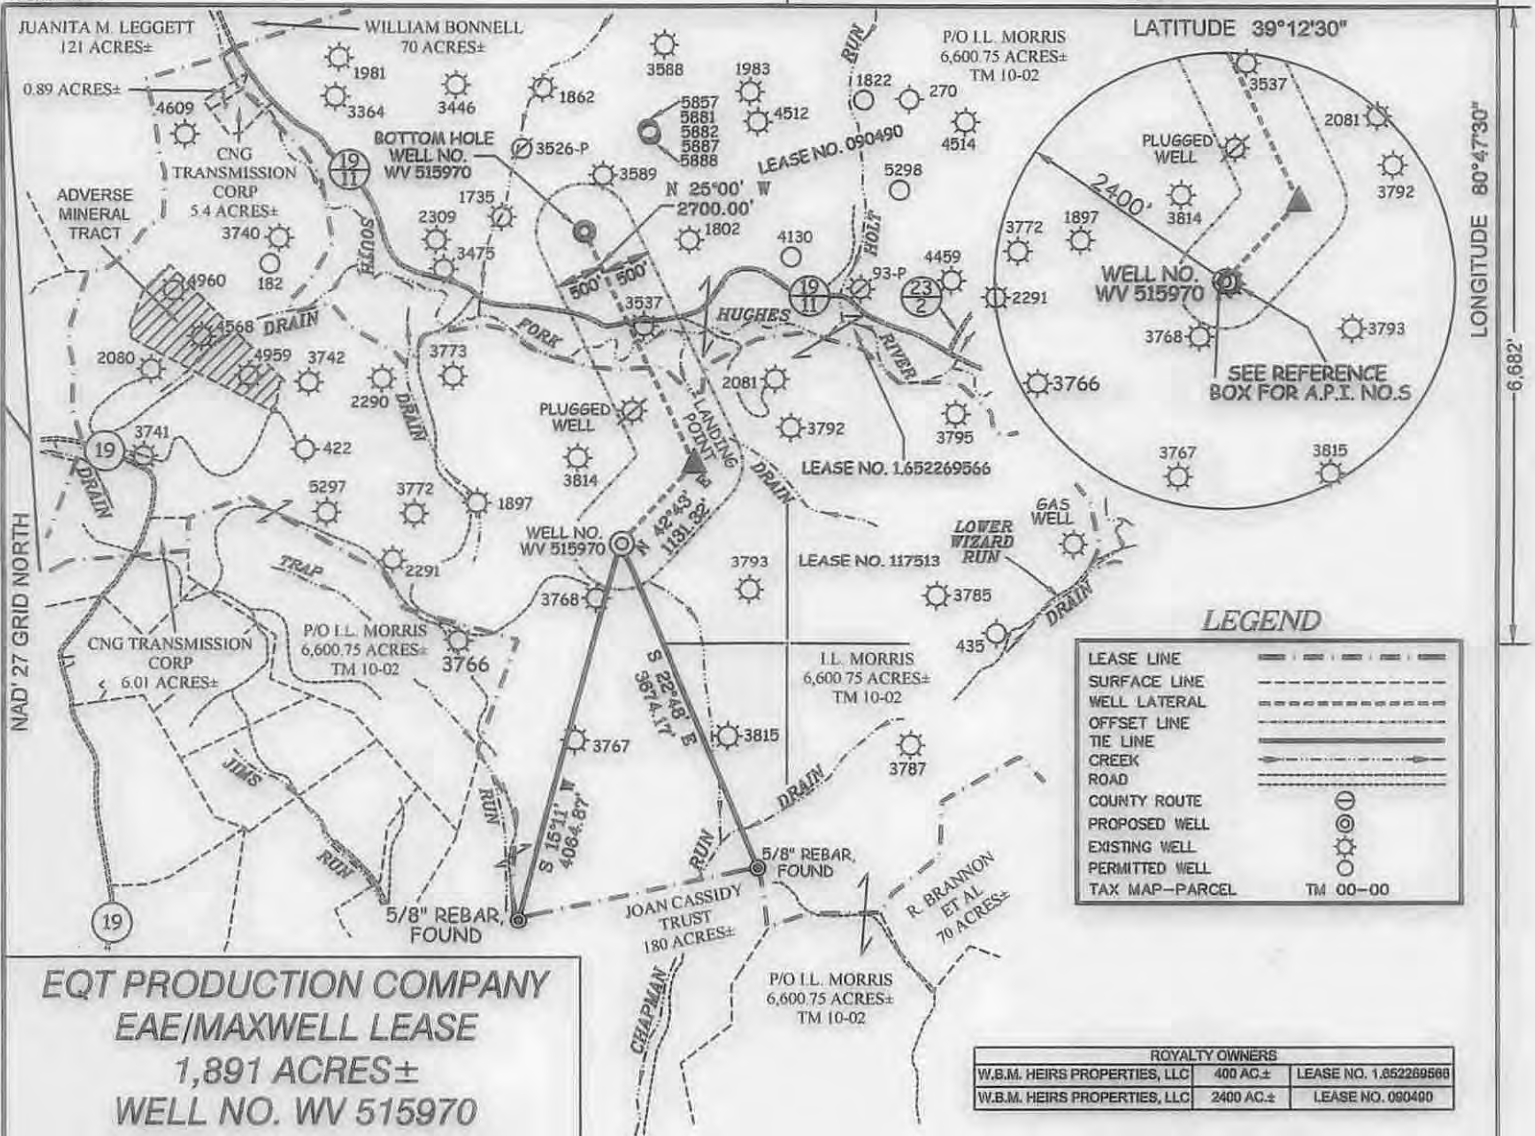 JUANITA M. LEGGETT
121 ACRES±
WILLIAM BONNELL
70 ACRES±
0.89 ACRES±
4609
1981
3364
3446
1862
3588
1983
4512
5857
5881
5882
5887
5888
LEASE NO. 090490
RUN
1822
270
4514
P/O I.L. MORRIS
6,600.75 ACRES±
TM 10-02
LATITUDE 39°12'30"
LONGITUDE 80°47'30"
6,682'
3537
2081
PLUGGED
WELL
3792
3814
2400'
3772
1897
WELL NO.
WV 515970
2291
3768
3793
SEE REFERENCE
BOX FOR A.P.I. NO.S
3766
3767
3815
CNG
TRANSMISSION
CORP
5.4 ACRES±
ADVERSE
MINERAL
TRACT
BOTTOM HOLE
WELL NO.
WV 515970
19
11
3526-P
3589
N 25°00' W
2700.00'
5298
1735
2309
3475
SOUTH
3740
182
1802
4130
HOLT
93-P
4459
19
11
23
2
500'
500'
3537
4960
4568
DRAIN
FORK
HUGHES
RIVER
2080
4959
3742
2290
3773
DRAIN
2081
3792
3795
PLUGGED
WELL
LANDING
POINT
LEASE NO. 1.652269566
19
3741
422
3814
DRAIN
DRAIN
5297
3772
1897
WELL NO.
WV 515970
N 42°43' E
1131.32'
GAS
WELL
LOWER
WIZARD
RUN
TRAP
2291
3793
LEASE NO. 117513
3785
3768
435
DRAIN
NAD'27 GRID NORTH
CNG TRANSMISSION
CORP
6.01 ACRES±
P/O I.L. MORRIS
6,600.75 ACRES±
TM 10-02
3766
I.L. MORRIS
6,600.75 ACRES±
TM 10-02
S 22°48' E
3674.17'
3767
3815
3787
JIMS
RUN
RUN
S 15°11' W
4064.87'
DRAIN
RUN
5/8" REBAR,
FOUND
5/8" REBAR,
FOUND
19
JOAN CASSIDY
TRUST
180 ACRES±
R. BRANNON
ET AL
70 ACRES±
CHAPMAN
P/O I.L. MORRIS
6,600.75 ACRES±
TM 10-02
LEGEND
LEASE LINE
SURFACE LINE
WELL LATERAL
OFFSET LINE
TIE LINE
CREEK
ROAD
COUNTY ROUTE
PROPOSED WELL
EXISTING WELL
PERMITTED WELL
TAX MAP-PARCEL TM 00-00
EQT PRODUCTION COMPANY
EAE/MAXWELL LEASE
1,891 ACRES±
WELL NO. WV 515970
ROYALTY OWNERS
W.B.M. HEIRS PROPERTIES, LLC 400 AC.± LEASE NO. 1.652269566
W.B.M. HEIRS PROPERTIES, LLC 2400 AC.± LEASE NO. 090490